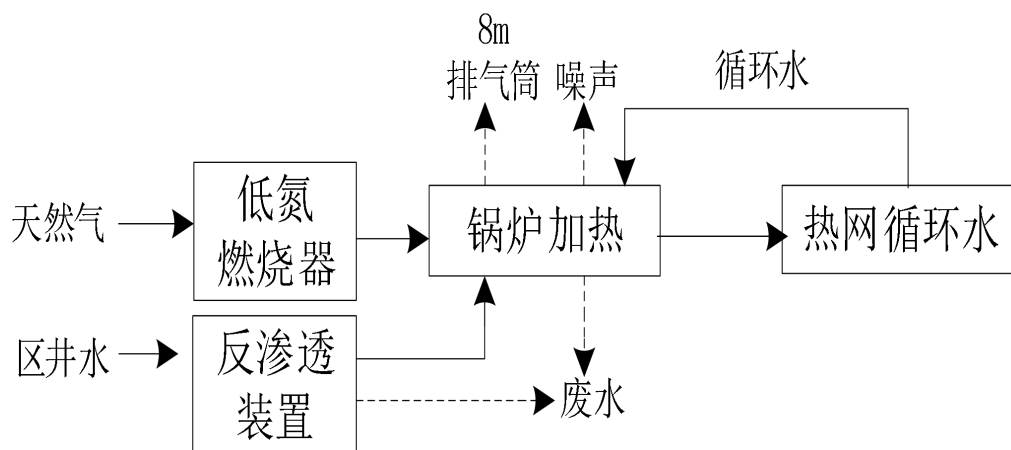 8m
排气筒
噪声
循环水
天然气
低氮
燃烧器
锅炉加热
热网循环水
区井水
反渗透
装置
废水